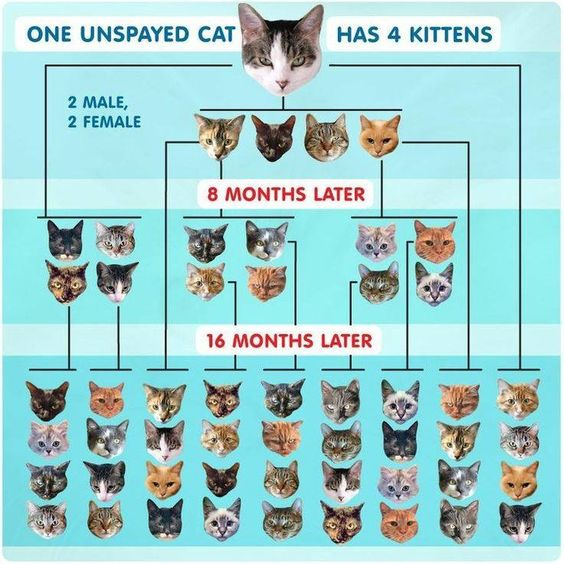 ONE UNSPAYED CAT HAS 4 KITTENS
2 MALE,
2 FEMALE
8 MONTHS LATER
16 MONTHS LATER